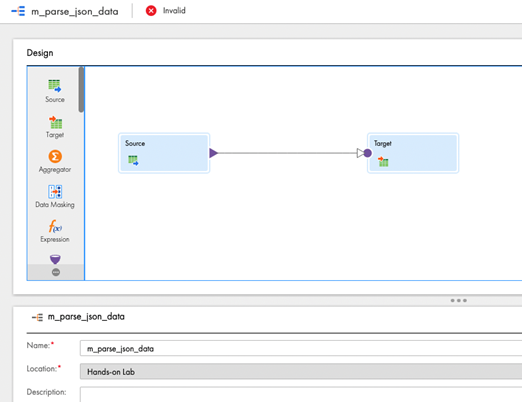 m_parse_json_data Invalid
Design
Source
Target
Aggregator
Data Masking
f(x)
Expression
Source
Target
m_parse_json_data
Name:* m_parse_json_data
Location:* Hands-on Lab
Description: